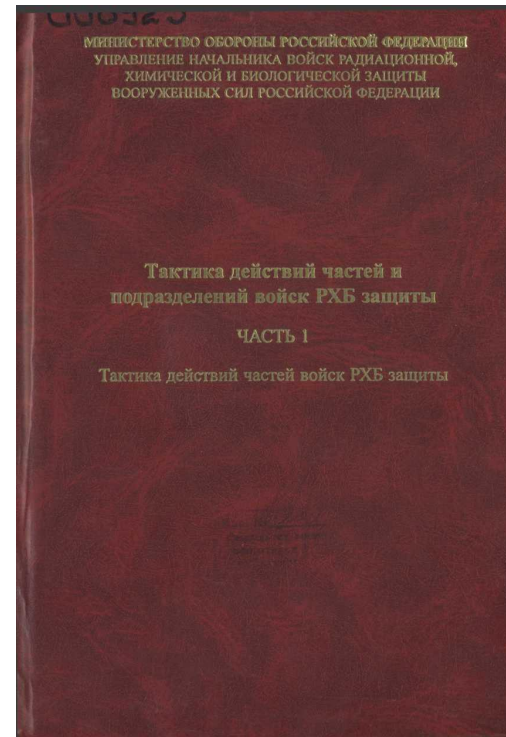 МИНИСТЕРСТВО ОБОРОНЫ РОССИЙСКОЙ ФЕДЕРАЦИИ
УПРАВЛЕНИЕ НАЧАЛЬНИКА ВОЙСК РАДИАЦИОННОЙ,
ХИМИЧЕСКОЙ И БИОЛОГИЧЕСКОЙ ЗАЩИТЫ
ВООРУЖЕННЫХ СИЛ РОССИЙСКОЙ ФЕДЕРАЦИИ
Тактика действий частей и
подразделений войск РХБ защиты
ЧАСТЬ 1
Тактика действий частей войск РХБ защиты